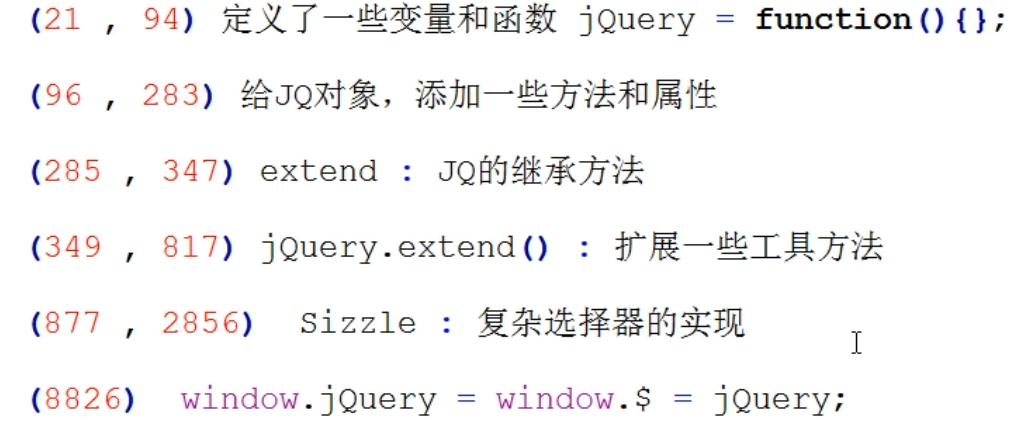 (21 , 94) 定义了一些变量和函数 jQuery = function(){};
(96 , 283) 给JQ对象，添加一些方法和属性
(285 , 347) extend : JQ的继承方法
(349 , 817) jQuery.extend() : 扩展一些工具方法
(877 , 2856) Sizzle : 复杂选择器的实现
(8826) window.jQuery = window.$ = jQuery;